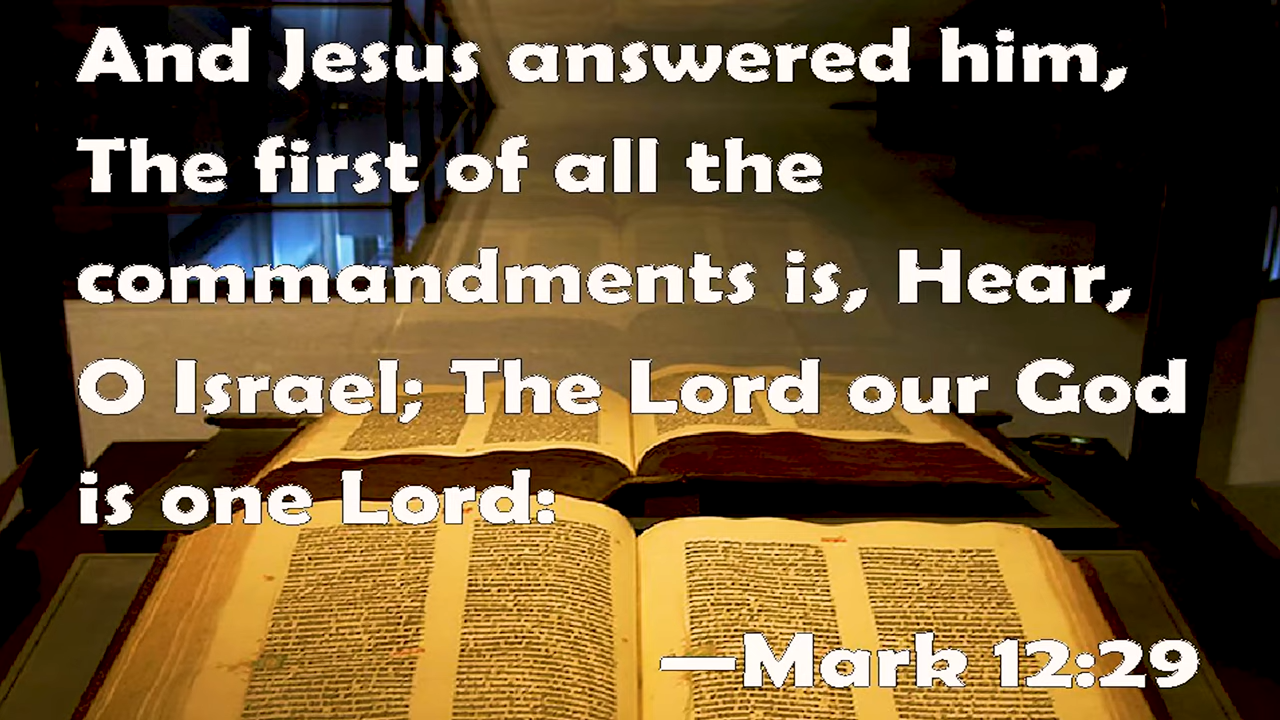 And Jesus answered him,
The first of all the
commandments is, Hear,
O Israel; The Lord our God
is one Lord:
—Mark 12:29